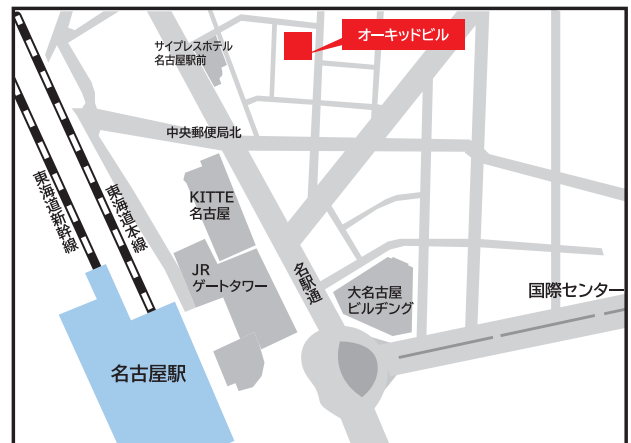 オーキッドビル
サイプレスホテル
名古屋駅前
中央郵便局北
東海道新幹線
東海道本線
KITTE
名古屋
JR
ゲートタワー
名駅通
大名古屋
ビルヂング
国際センター
名古屋駅